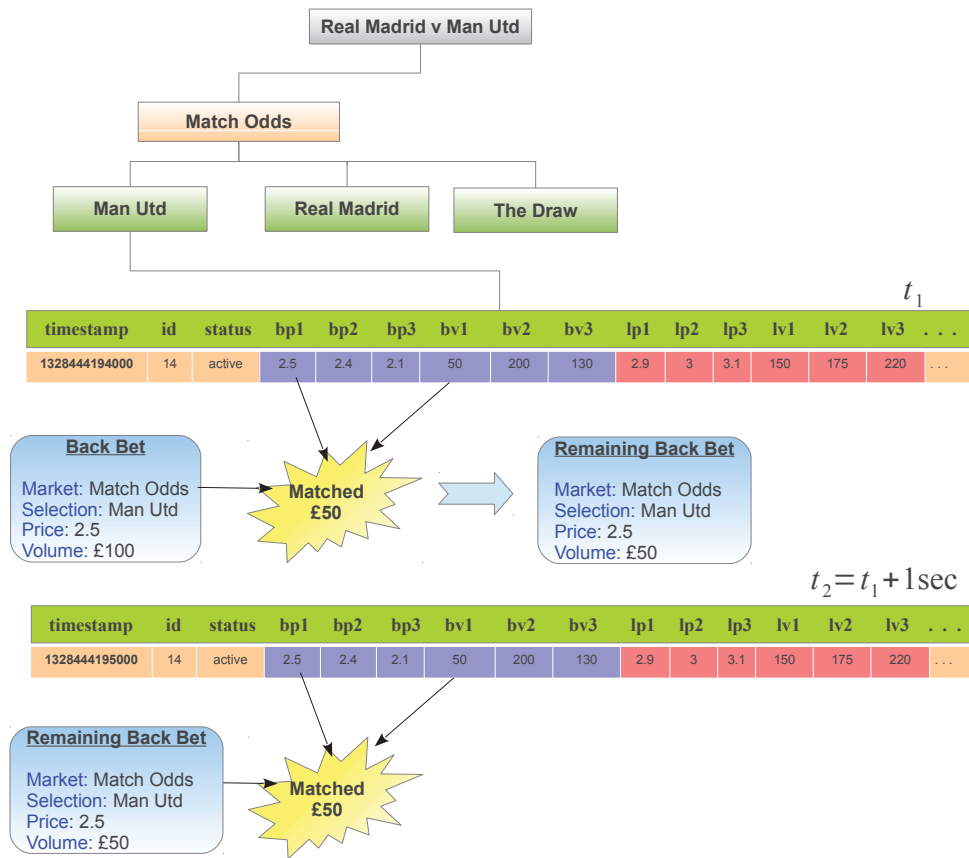 Real Madrid v Man Utd
Match Odds
Man Utd Real Madrid The Draw
t1
timestamp id status bp1 bp2 bp3 bv1 bv2 bv3 lp1 lp2 lp3 lv1 lv2 lv3 . . .
1328444194000 14 active 2.5 2.4 2.1 50 200 130 2.9 3 3.1 150 175 220 . . .
Back Bet
Market: Match Odds
Selection: Man Utd
Price: 2.5
Volume: £100
Matched
£50
Remaining Back Bet
Market: Match Odds
Selection: Man Utd
Price: 2.5
Volume: £50
t2=t1+1sec
timestamp id status bp1 bp2 bp3 bv1 bv2 bv3 lp1 lp2 lp3 lv1 lv2 lv3 . . .
1328444195000 14 active 2.5 2.4 2.1 50 200 130 2.9 3 3.1 150 175 220 . . .
Remaining Back Bet
Market: Match Odds
Selection: Man Utd
Price: 2.5
Volume: £50
Matched
£50